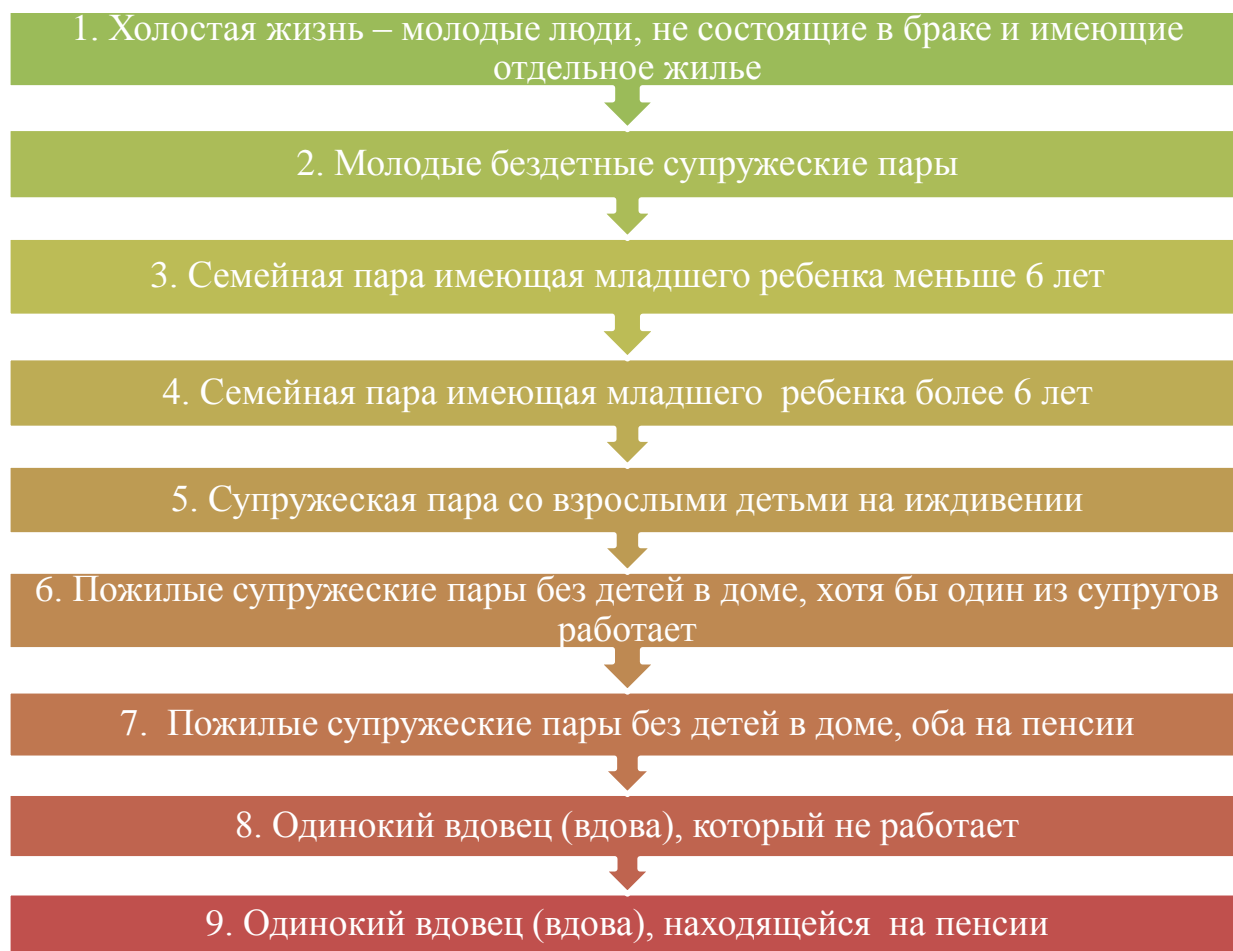 1. Холостая жизнь – молодые люди, не состоящие в браке и имеющие
отдельное жилье
2. Молодые бездетные супружеские пары
3. Семейная пара имеющая младшего ребенка меньше 6 лет
4. Семейная пара имеющая младшего  ребенка более 6 лет
5. Супружеская пара со взрослыми детьми на иждивении
6. Пожилые супружеские пары без детей в доме, хотя бы один из супругов
работает
7.  Пожилые супружеские пары без детей в доме, оба на пенсии
8. Одинокий вдовец (вдова), который не работает
9. Одинокий вдовец (вдова), находящейся  на пенсии